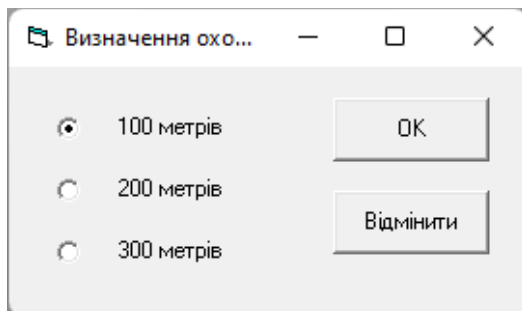 Визначення охо...
100 метрів
OK
200 метрів
Відмінити
300 метрів